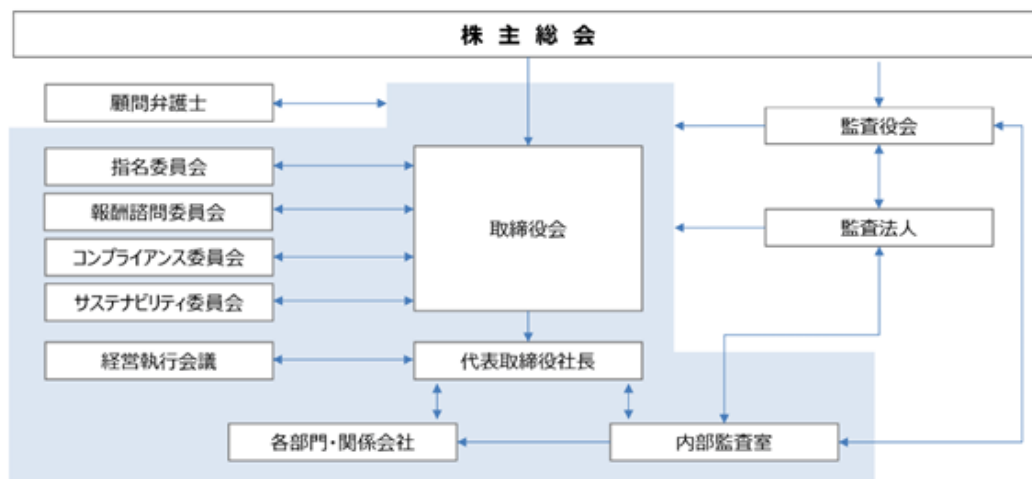 株主総会
顧問弁護士
監査役会
指名委員会
報酬諮問委員会
取締役会
監査法人
コンプライアンス委員会
サステナビリティ委員会
経営執行会議
代表取締役社長
各部門・関係会社
内部監査室